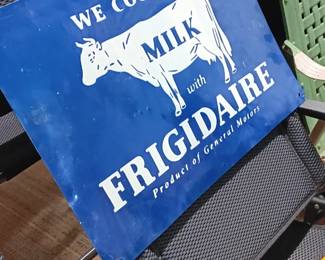 WE CO
MILK
with
FRIGIDAIRE
Product of General Motors